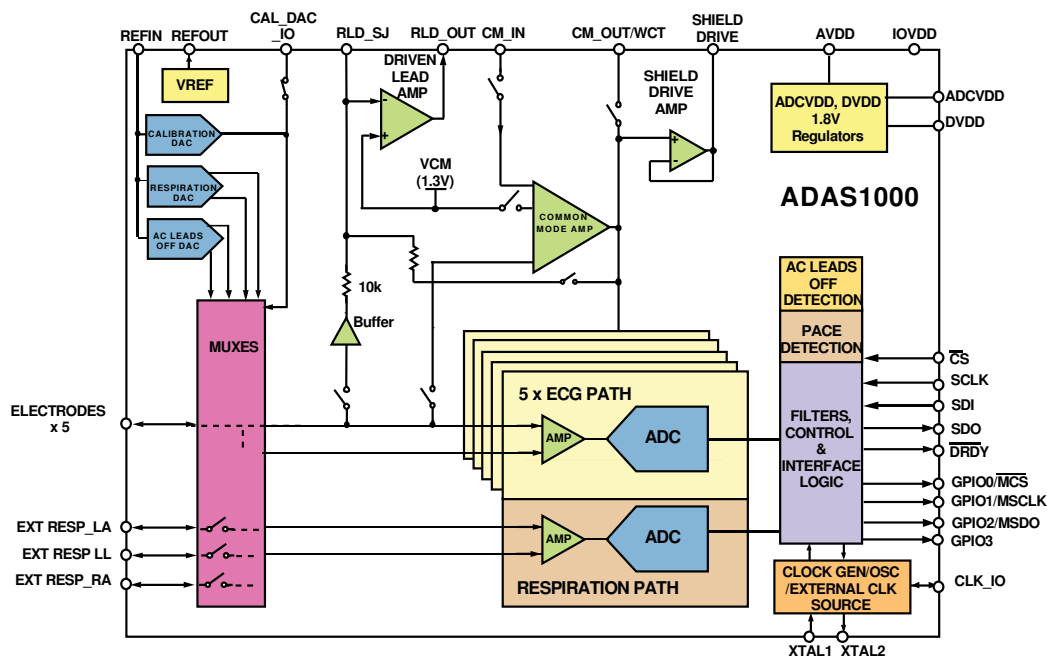 CAL_DAC
_IO
REFIN
REFOUT
RLD_SJ
RLD_OUT
CM_IN
CM_OUT/WCT
SHIELD
DRIVE
AVDD
IOVDD
VREF
DRIVEN
LEAD
AMP
-
+
SHIELD
DRIVE
AMP
+
-
ADCVDD, DVDD
1.8V
Regulators
ADCVDD
DVDD
CALIBRATION
DAC
RESPIRATION
DAC
AC LEADS
OFF DAC
VCM
(1.3V)
COMMON
MODE AMP
ADAS1000
10k
Buffer
MUXES
AC LEADS
OFF
DETECTION
PACE
DETECTION
FILTERS,
CONTROL
&
INTERFACE
LOGIC
5 x ECG PATH
AMP
ADC
AMP
ADC
RESPIRATION PATH
ELECTRODES
x 5
EXT RESP_LA
EXT RESP LL
EXT RESP_RA
C̅S̅
SCLK
SDI
SDO
D̅R̅D̅Y̅
GPIO0/M̅C̅S̅
GPIO1/MSCLK
GPIO2/MSDO
GPIO3
CLOCK GEN/OSC
/EXTERNAL CLK
SOURCE
CLK_IO
XTAL1
XTAL2